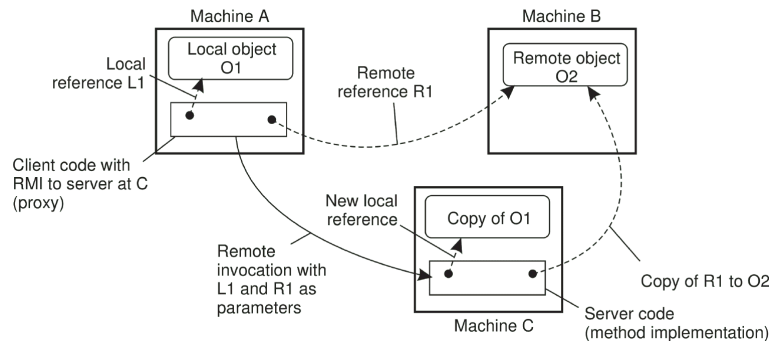 Machine A
Machine B
Local object
O1
Remote object
O2
Local
reference L1
Remote
reference R1
Client code with
RMI to server at C
(proxy)
New local
reference
Copy of O1
Remote
invocation with
L1 and R1 as
parameters
Copy of R1 to O2
Server code
(method implementation)
Machine C